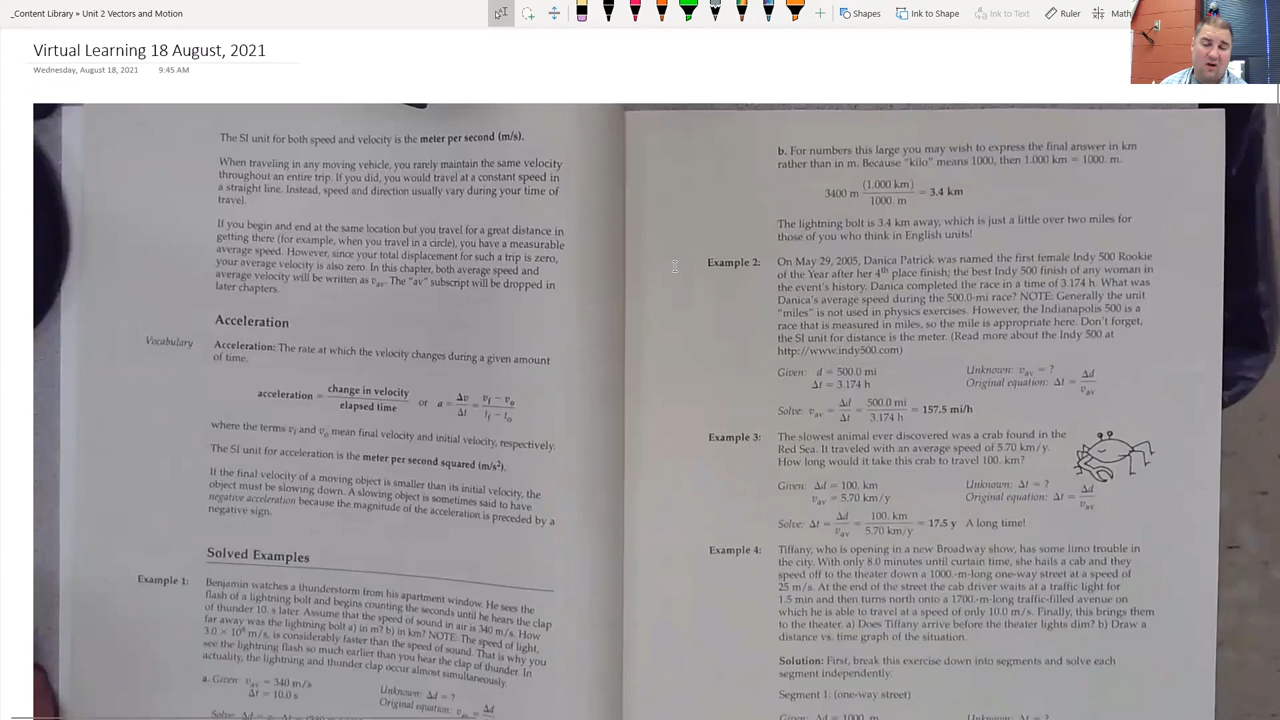 _Content Library » Unit 2 Vectors and Motion
Shapes
Ink to Shape
Ink to Text
Ruler
Math
Virtual Learning 18 August, 2021
Wednesday, August 18, 2021 9:45 AM
The SI unit for both speed and velocity is the meter per second (m/s).
When traveling in any moving vehicle, you rarely maintain the same velocity
throughout an entire trip. If you did, you would travel at a constant speed in
a straight line. Instead, speed and direction usually vary during your time of
travel.
If you begin and end at the same location but you travel for a great distance in
getting there (for example, when you travel in a circle), you have a measurable
average speed. However, since your total displacement for such a trip is zero,
your average velocity is also zero. In this chapter, both average speed and
average velocity will be written as vav. The "av" subscript will be dropped in
later chapters.
Acceleration
Vocabulary
Acceleration: The rate at which the velocity changes during a given amount
of time.
acceleration = change in velocity / elapsed time or a = Δv / Δt = vf − vo / tf − to
where the terms vf and vo mean final velocity and initial velocity, respectively.
The SI unit for acceleration is the meter per second squared (m/s²).
If the final velocity of a moving object is smaller than its initial velocity, the
object must be slowing down. A slowing object is sometimes said to have
negative acceleration because the magnitude of the acceleration is preceded by a
negative sign.
Solved Examples
Example 1: Benjamin watches a thunderstorm from his apartment window. He sees the
flash of a lightning bolt and begins counting the seconds until he hears the clap
of thunder 10. s later. Assume that the speed of sound in air is 340 m/s. How
far away was the lightning bolt a) in m? b) in km? NOTE: The speed of light,
3.0 × 10⁸ m/s, is considerably faster than the speed of sound. That is why you
see the lightning flash so much earlier than you hear the clap of thunder. In
actuality, the lightning and thunder clap occur almost simultaneously.
a. Given: vav = 340 m/s Unknown: Δd = ?
Δt = 10.0 s Original equation: vav = Δd
b. For numbers this large you may wish to express the final answer in km
rather than in m. Because "kilo" means 1000, then 1.000 km = 1000. m.
3400 m (1.000 km) / 1000. m = 3.4 km
The lightning bolt is 3.4 km away, which is just a little over two miles for
those of you who think in English units!
Example 2: On May 29, 2005, Danica Patrick was named the first female Indy 500 Rookie
of the Year after her 4th place finish; the best Indy 500 finish of any woman in
the event's history. Danica completed the race in a time of 3.174 h. What was
Danica's average speed during the 500.0-mi race? NOTE: Generally the unit
"miles" is not used in physics exercises. However, the Indianapolis 500 is a
race that is measured in miles, so the mile is appropriate here. Don't forget,
the SI unit for distance is the meter. (Read more about the Indy 500 at
http://www.indy500.com)
Given: d = 500.0 mi Unknown: vav = ?
Δt = 3.174 h Original equation: Δt = Δd / vav
Solve: vav = Δd / Δt = 500.0 mi / 3.174 h = 157.5 mi/h
Example 3: The slowest animal ever discovered was a crab found in the
Red Sea. It traveled with an average speed of 5.70 km/y.
How long would it take this crab to travel 100. km?
Given: Δd = 100. km Unknown: Δt = ?
vav = 5.70 km/y Original equation: Δt = Δd / vav
Solve: Δt = Δd / vav = 100. km / 5.70 km/y = 17.5 y A long time!
Example 4: Tiffany, who is opening in a new Broadway show, has some limo trouble in
the city. With only 8.0 minutes until curtain time, she hails a cab and they
speed off to the theater down a 1000.-m-long one-way street at a speed of
25 m/s. At the end of the street the cab driver waits at a traffic light for
1.5 min and then turns north onto a 1700.-m-long traffic-filled avenue on
which he is able to travel at a speed of only 10.0 m/s. Finally, this brings them
to the theater. a) Does Tiffany arrive before the theater lights dim? b) Draw a
distance vs. time graph of the situation.
Solution: First, break this exercise down into segments and solve each
segment independently.
Segment 1: (one-way street)